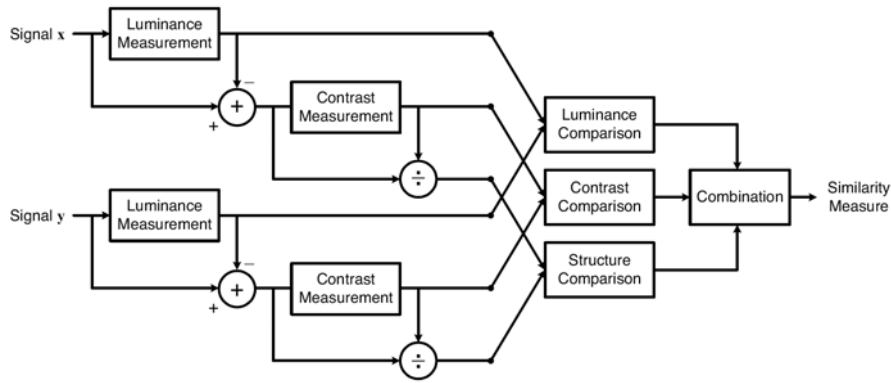 Signal x
Luminance
Measurement
−
+
+
Contrast
Measurement
÷
Signal y
Luminance
Measurement
−
+
+
Contrast
Measurement
÷
Luminance
Comparison
Contrast
Comparison
Structure
Comparison
Combination
Similarity
Measure